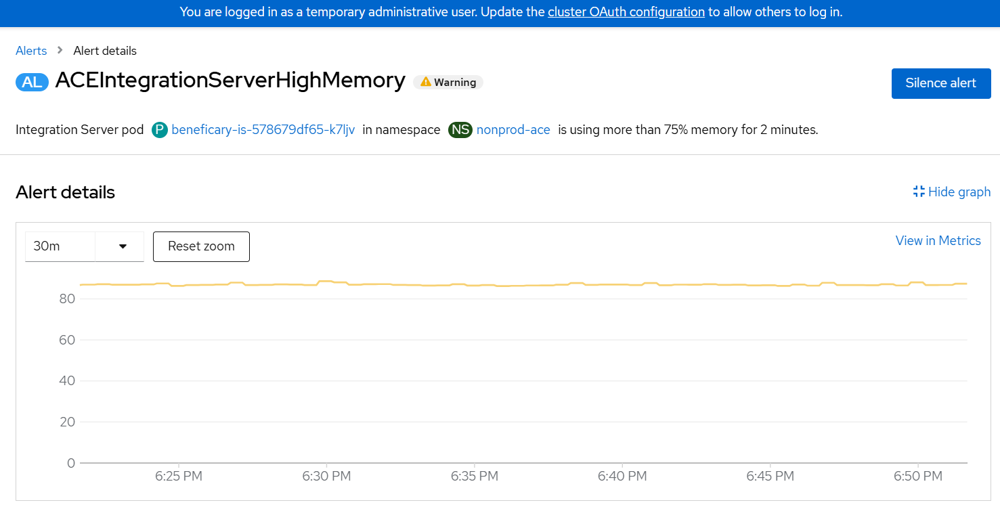 You are logged in as a temporary administrative user. Update the cluster OAuth configuration to allow others to log in.
Alerts > Alert details
AL ACEIntegrationServerHighMemory Warning
Silence alert
Integration Server pod P beneficary-is-578679df65-k7ljv in namespace NS nonprod-ace is using more than 75% memory for 2 minutes.
Alert details
Hide graph
30m
Reset zoom
View in Metrics
80
60
40
20
0
6:25 PM 6:30 PM 6:35 PM 6:40 PM 6:45 PM 6:50 PM